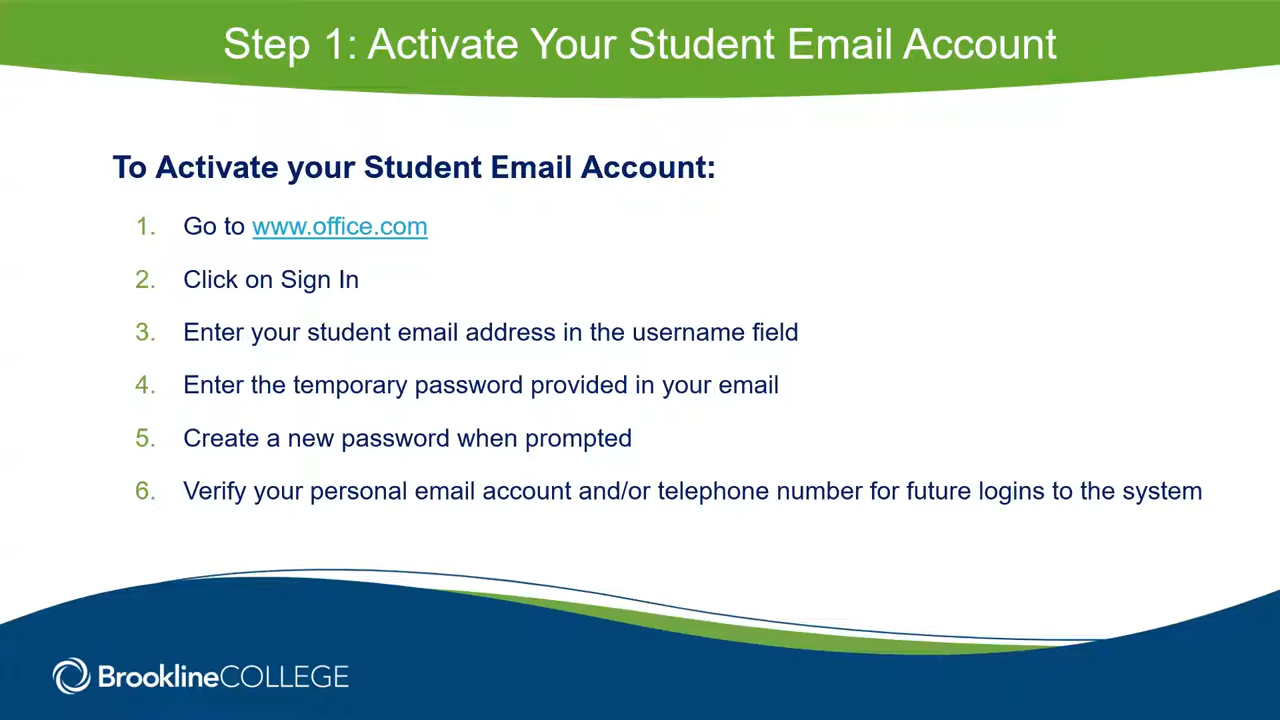 Step 1: Activate Your Student Email Account
To Activate your Student Email Account:
1. Go to www.office.com
2. Click on Sign In
3. Enter your student email address in the username field
4. Enter the temporary password provided in your email
5. Create a new password when prompted
6. Verify your personal email account and/or telephone number for future logins to the system
BrooklineCOLLEGE